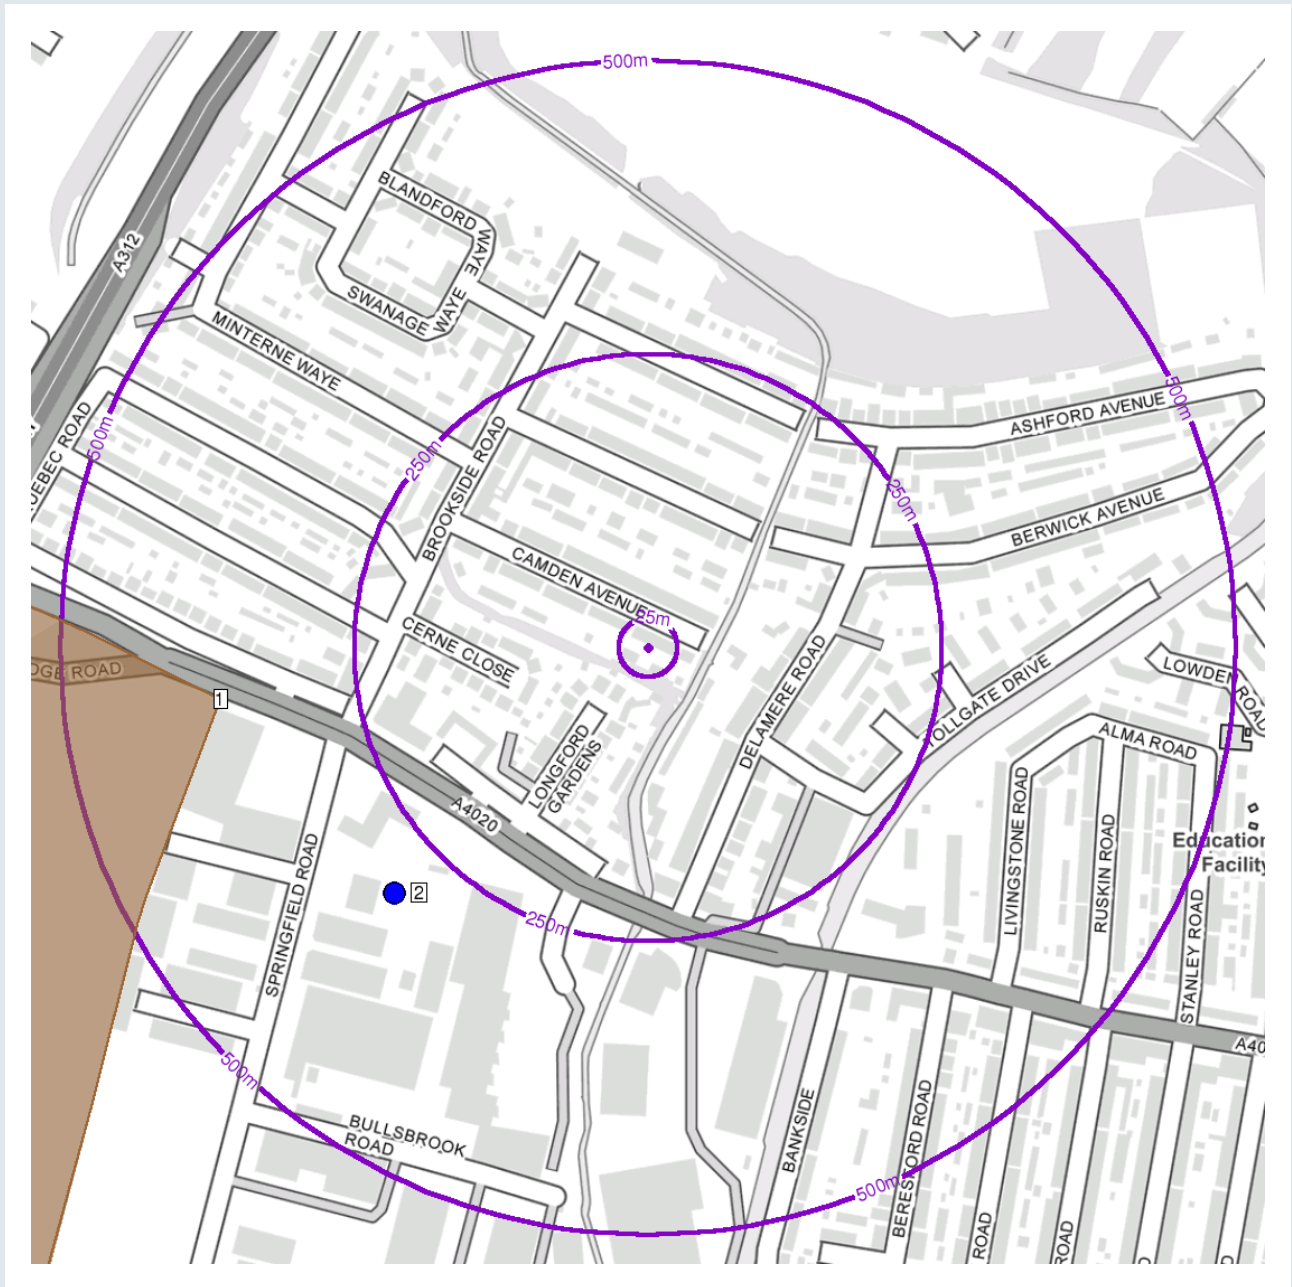 500m
BLANDFORD
WAYE
A312
SWANAGE
WAYE
MINTERNE WAYE
500m
ASHFORD AVENUE
500m
250m
BROOKSIDE ROAD
250m
BERWICK AVENUE
CAMDEN AVENUE
25m
CERNE CLOSE
DELAMERE ROAD
TOLLGATE DRIVE
LOWDEN
ROAD
DGE ROAD
1
ALMA ROAD
LONGFORD
GARDENS
A4020
LIVINGSTONE ROAD
RUSKIN ROAD
Education
Facility
SPRINGFIELD ROAD
2
250m
STANLEY ROAD
A40
500m
BULLSBROOK
ROAD
BANKSIDE
BERESFORD ROAD
500m
ROAD
ROAD